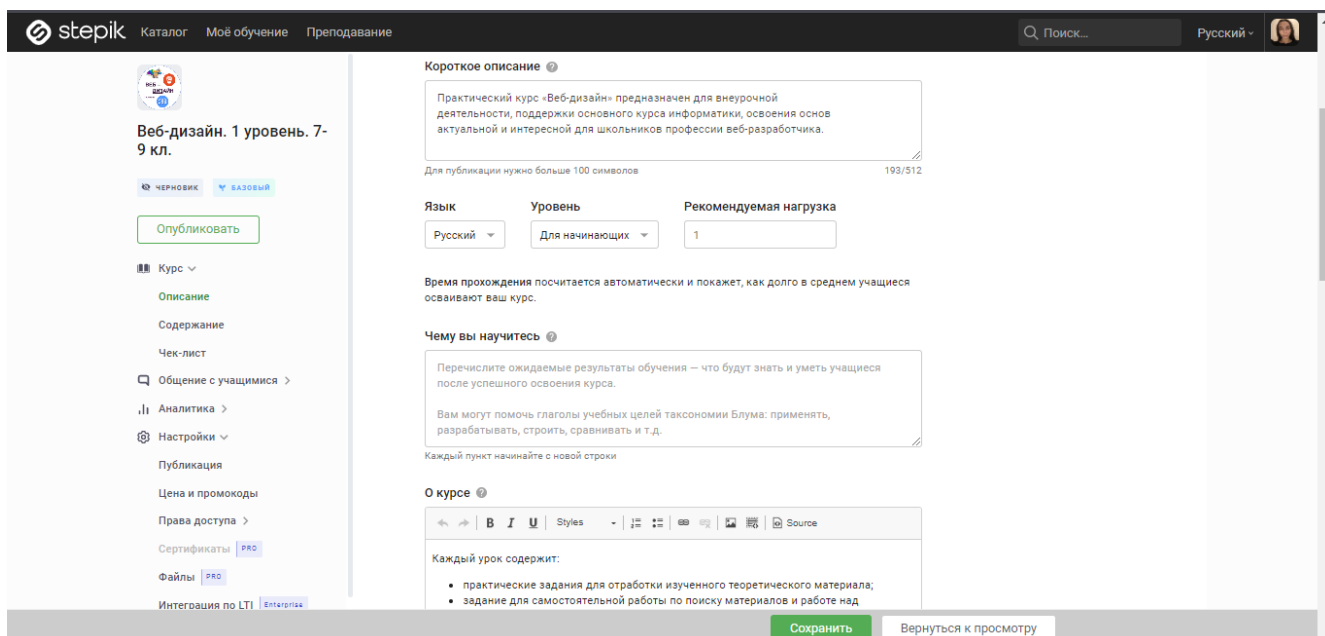 stepik Каталог Моё обучение Преподавание Поиск... Русский
ВЕБ
ДИЗАЙН
Веб-дизайн. 1 уровень. 7-
9 кл.
ЧЕРНОВИК БАЗОВЫЙ
Опубликовать
Курс
Описание
Содержание
Чек-лист
Общение с учащимися
Аналитика
Настройки
Публикация
Цена и промокоды
Права доступа
Сертификаты PRO
Файлы PRO
Интеграция по LTI Enterprise
Короткое описание
Практический курс «Веб-дизайн» предназначен для внеурочной
деятельности, поддержки основного курса информатики, освоения основ
актуальной и интересной для школьников профессии веб-разработчика.
Для публикации нужно больше 100 символов 193/512
Язык Уровень Рекомендуемая нагрузка
Русский Для начинающих 1
Время прохождения посчитается автоматически и покажет, как долго в среднем учащиеся
осваивают ваш курс.
Чему вы научитесь
Перечислите ожидаемые результаты обучения — что будут знать и уметь учащиеся
после успешного освоения курса.
Вам могут помочь глаголы учебных целей таксономии Блума: применять,
разрабатывать, строить, сравнивать и т.д.
Каждый пункт начинайте с новой строки
О курсе
B I U Styles Source
Каждый урок содержит:
• практические задания для отработки изученного теоретического материала;
• задание для самостоятельной работы по поиску материалов и работе над
Сохранить Вернуться к просмотру